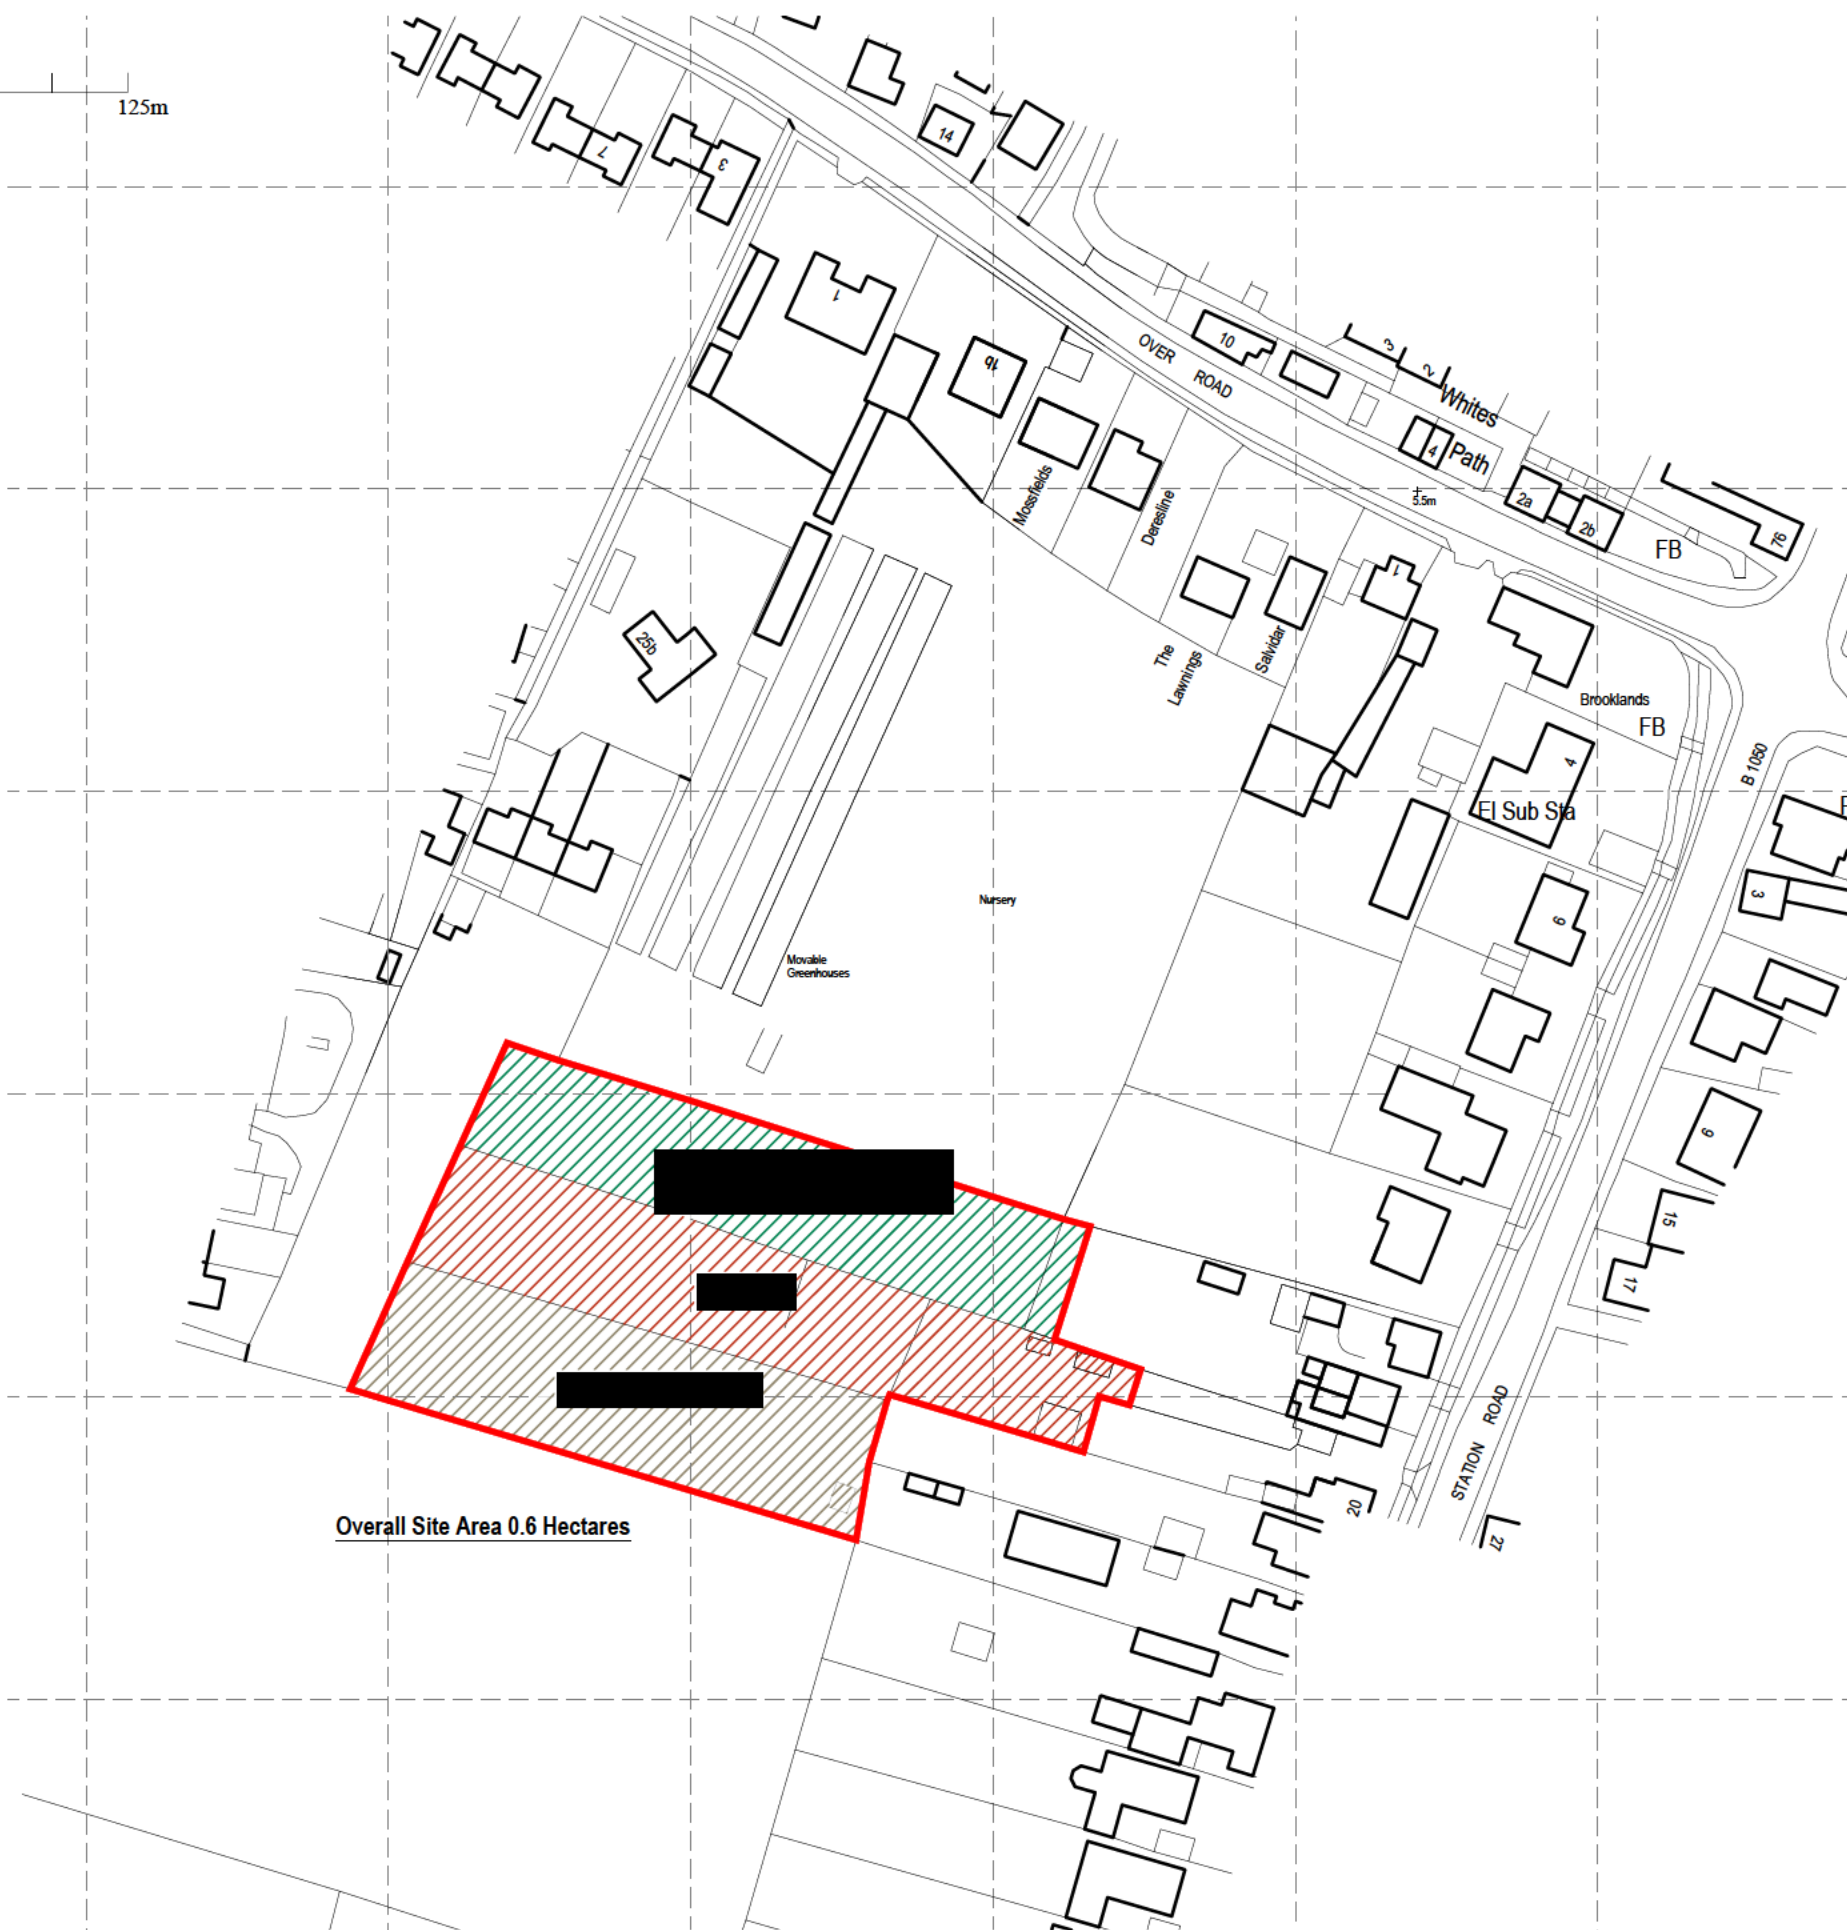 125m
7
3
14
1
1b
10
3
2
OVER
ROAD
Whites
Path
4
2a
2b
76
FB
5.5m
Mossfields
Deresline
25b
The
Lawnings
Salvidar
1
Brooklands
FB
B 1050
4
El Sub Sta
3
Nursery
6
Movable
Greenhouses
9
15
17
STATION ROAD
20
27
Overall Site Area 0.6 Hectares